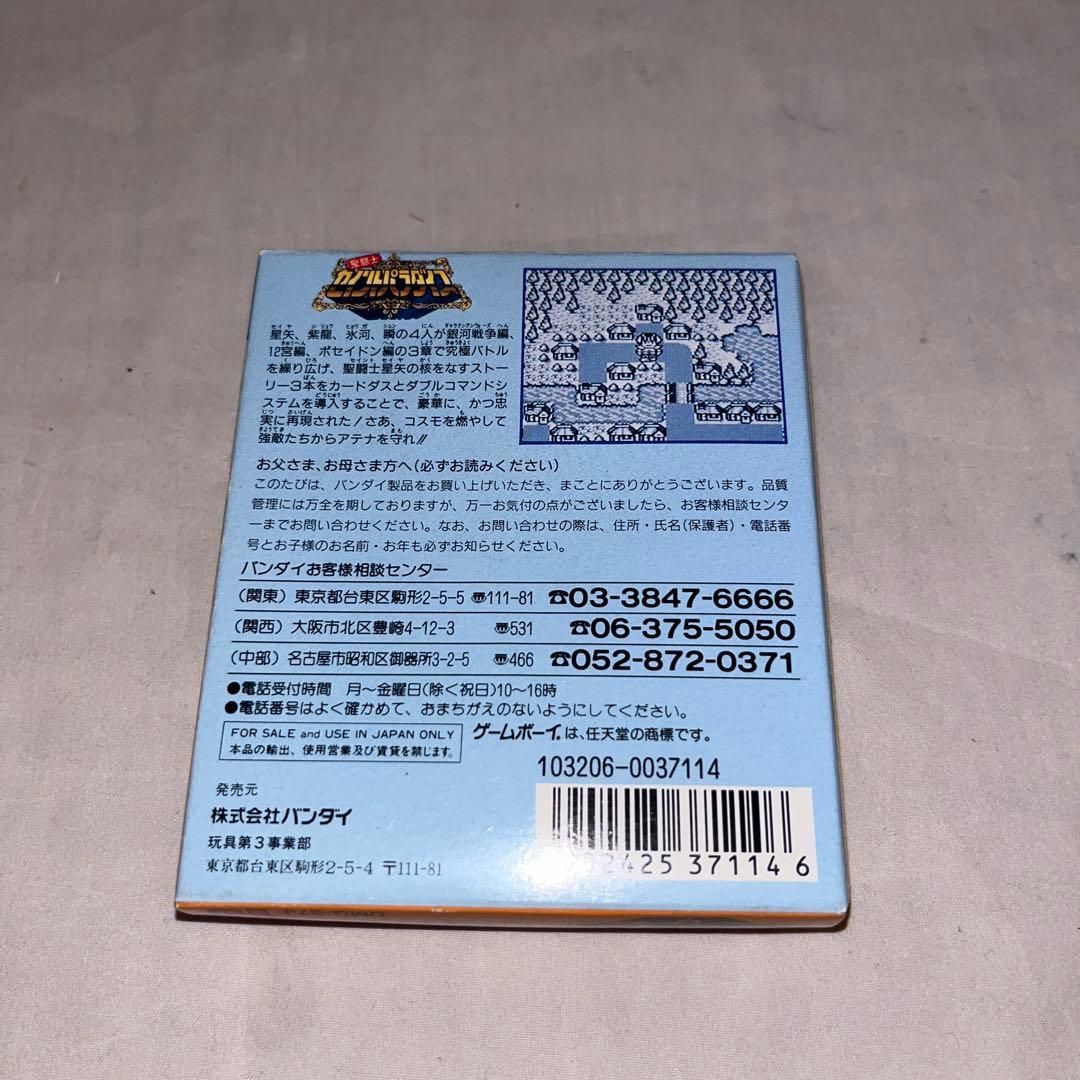 聖闘士
カノクルパラダイス
星矢、紫龍、氷河、瞬の4人が銀河戦争編、
12宮編、ポセイドン編の3章で究極バトル
を繰り広げ、聖闘士星矢の核をなすストー
リー3本をカードダスとダブルコマンドシ
ステムを導入することで、豪華に、かつ忠
実に再現された!さあ、コスモを燃やして
強敵たちからアテナを守れ!!
お父さま、お母さま方へ(必ずお読みください)
このたびは、バンダイ製品をお買い上げいただき、まことにありがとうございます。品質
管理には万全を期しておりますが、万一お気付の点がございましたら、お客様相談センタ
ーまでお問い合わせください。なお、お問い合わせの際は、住所・氏名(保護者)・電話番
号とお子様のお名前・お年も必ずお知らせください。
バンダイお客様相談センター
(関東) 東京都台東区駒形2-5-5 〠111-81 ☎03-3847-6666
(関西) 大阪市北区豊崎4-12-3 〠531 ☎06-375-5050
(中部) 名古屋市昭和区御器所3-2-5 〠466 ☎052-872-0371
●電話受付時間 月〜金曜日(除く祝日)10〜16時
●電話番号はよく確かめて、おまちがえのないようにしてください。
FOR SALE and USE IN JAPAN ONLY
本品の輸出、使用営業及び賃貸を禁じます。
ゲームボーイは、任天堂の商標です。
103206-0037114
発売元
株式会社バンダイ
玩具第3事業部
東京都台東区駒形2-5-4 〒111-81
2425 37114 6